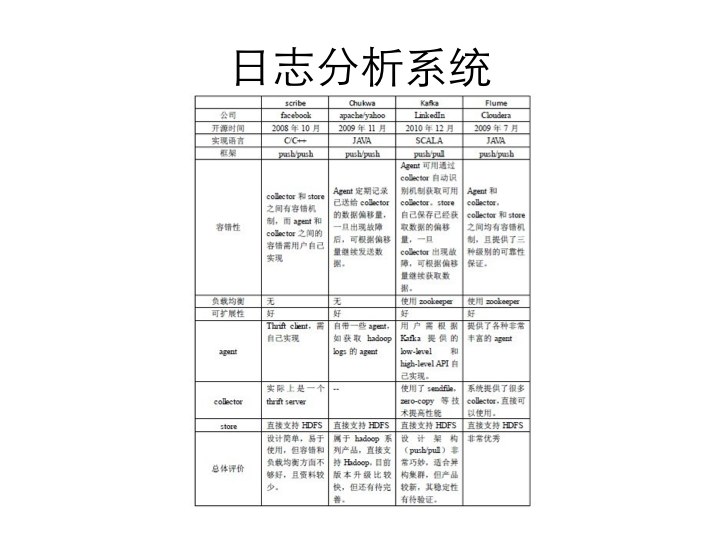 日志分析系统
scribe Chukwa Kafka Flume
公司 facebook apache/yahoo LinkedIn Cloudera
开源时间 2008 年 10 月 2009 年 11 月 2010 年 12 月 2009 年 7 月
实现语言 C/C++ JAVA SCALA JAVA
框架 push/push push/push push/pull push/push
容错性
collector 和 store
之间有容错机
制，而 agent 和
collector 之间的
容错需用户自己
实现
Agent 定期记录
已送给 collector
的数据偏移量，
一旦出现故障
后，可根据偏移
量继续发送数
据。
Agent 可用通过
collector 自动识
别机制获取可用
collector。store
自己保存已经获
取数据的偏移
量，一旦
collector 出现故
障，可根据偏移
量继续获取数
据。
Agent 和
collector，
collector 和 store
之间均有容错机
制，且提供了三
种级别的可靠性
保证。
负载均衡 无 无 使用 zookeeper 使用 zookeeper
可扩展性 好 好 好 好
agent
Thrift client，需
自己实现
自带一些 agent，
如获取 hadoop
logs 的 agent
用户需根据
Kafka 提供的
low-level 和
high-level API 自
己实现。
提供了各种非常
丰富的 agent
collector
实际上是一个
thrift server
--
使用了 sendfile，
zero-copy 等技
术提高性能
系统提供了很多
collector，直接可
以使用。
store 直接支持 HDFS 直接支持 HDFS 直接支持 HDFS 直接支持 HDFS
总体评价
设计简单，易于
使用，但容错和
负载均衡方面不
够好，且资料较
少。
属于 hadoop 系
列产品，直接支
持 Hadoop，目前
版本升级比较
快，但还有待完
善。
设计架构
（push/pull）非
常巧妙，适合异
构集群，但产品
较新，其稳定性
有待验证。
非常优秀